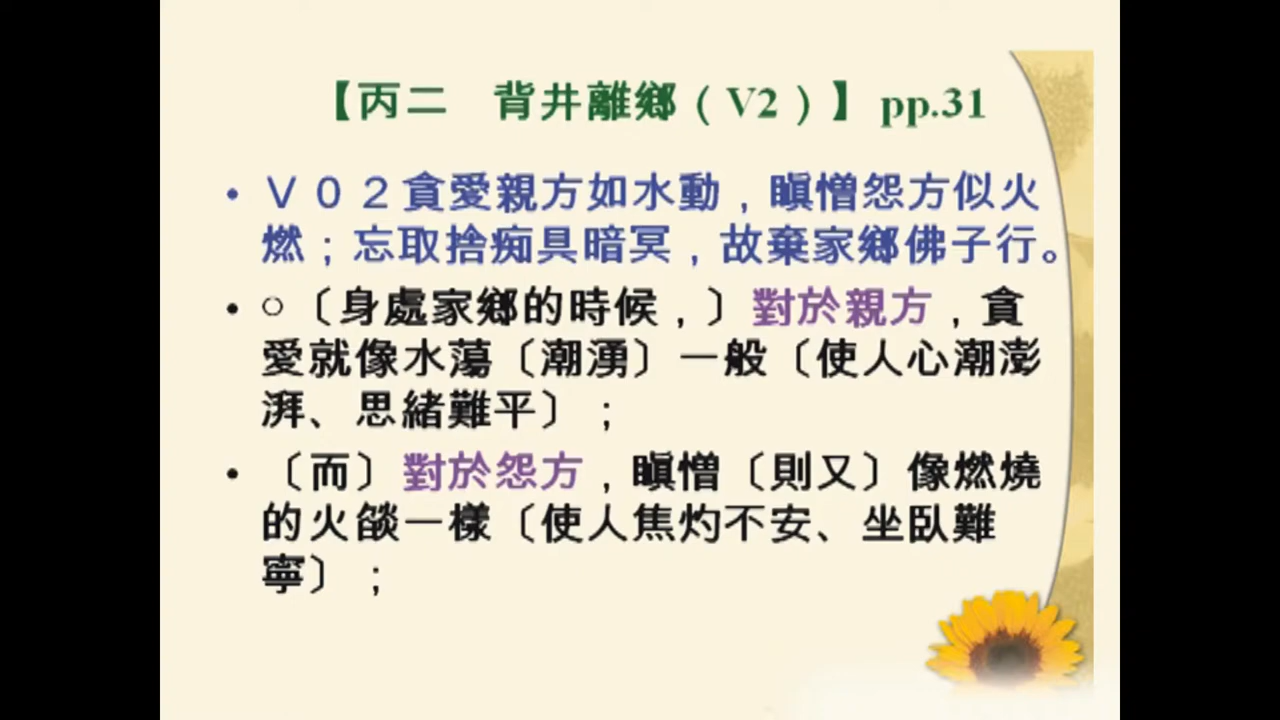 【丙二　背井離鄉（V2）】 pp.31
• Ｖ０２貪愛親方如水動，瞋憎怨方似火
燃；忘取捨痴具暗冥，故棄家鄉佛子行。
• ○〔身處家鄉的時候，〕對於親方，貪
愛就像水蕩〔潮湧〕一般〔使人心潮澎
湃、思緒難平〕；
• 〔而〕對於怨方，瞋憎〔則又〕像燃燒
的火燄一樣〔使人焦灼不安、坐臥難
寧〕；